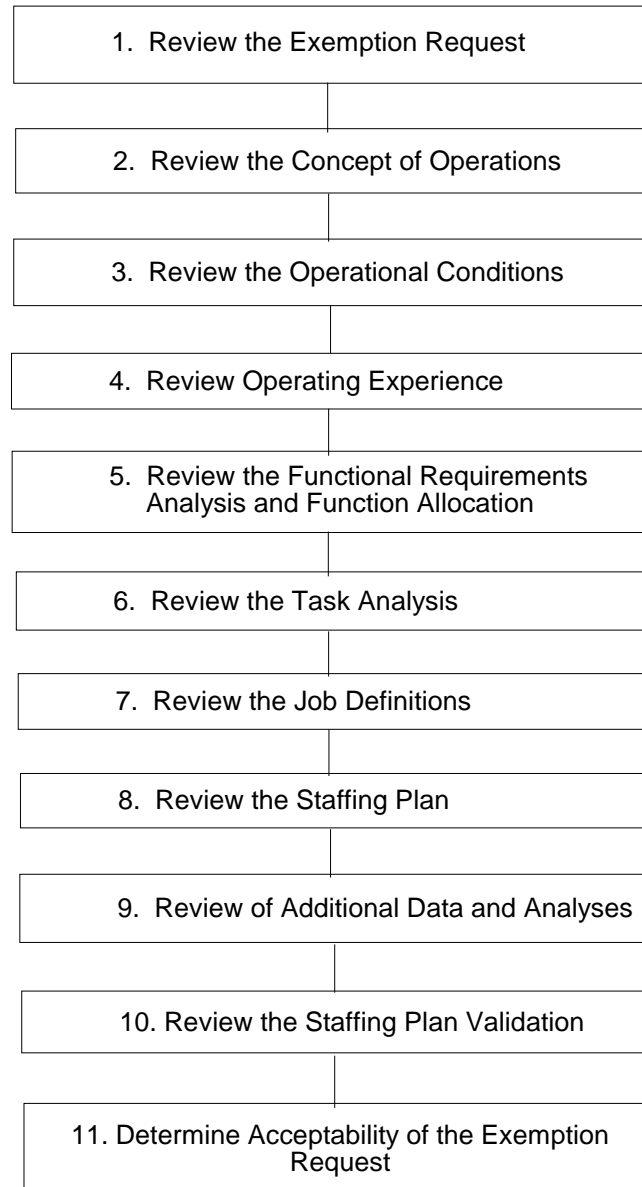 1. Review the Exemption Request
2. Review the Concept of Operations
3. Review the Operational Conditions
4. Review Operating Experience
5. Review the Functional Requirements
Analysis and Function Allocation
6. Review the Task Analysis
7. Review the Job Definitions
8. Review the Staffing Plan
9. Review of Additional Data and Analyses
10. Review the Staffing Plan Validation
11. Determine Acceptability of the Exemption
Request